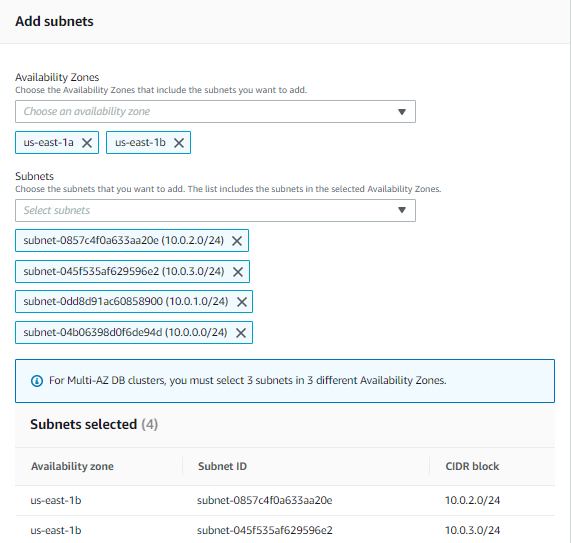 Add subnets
Availability Zones
Choose the Availability Zones that include the subnets you want to add.
Choose an availability zone
us-east-1a
us-east-1b
Subnets
Choose the subnets that you want to add. The list includes the subnets in the selected Availability Zones.
Select subnets
subnet-0857c4f0a633aa20e (10.0.2.0/24)
subnet-045f535af629596e2 (10.0.3.0/24)
subnet-0dd8d91ac60858900 (10.0.1.0/24)
subnet-04b06398d0f6de94d (10.0.0.0/24)
For Multi-AZ DB clusters, you must select 3 subnets in 3 different Availability Zones.
Subnets selected (4)
Availability zone Subnet ID CIDR block
us-east-1b subnet-0857c4f0a633aa20e 10.0.2.0/24
us-east-1b subnet-045f535af629596e2 10.0.3.0/24